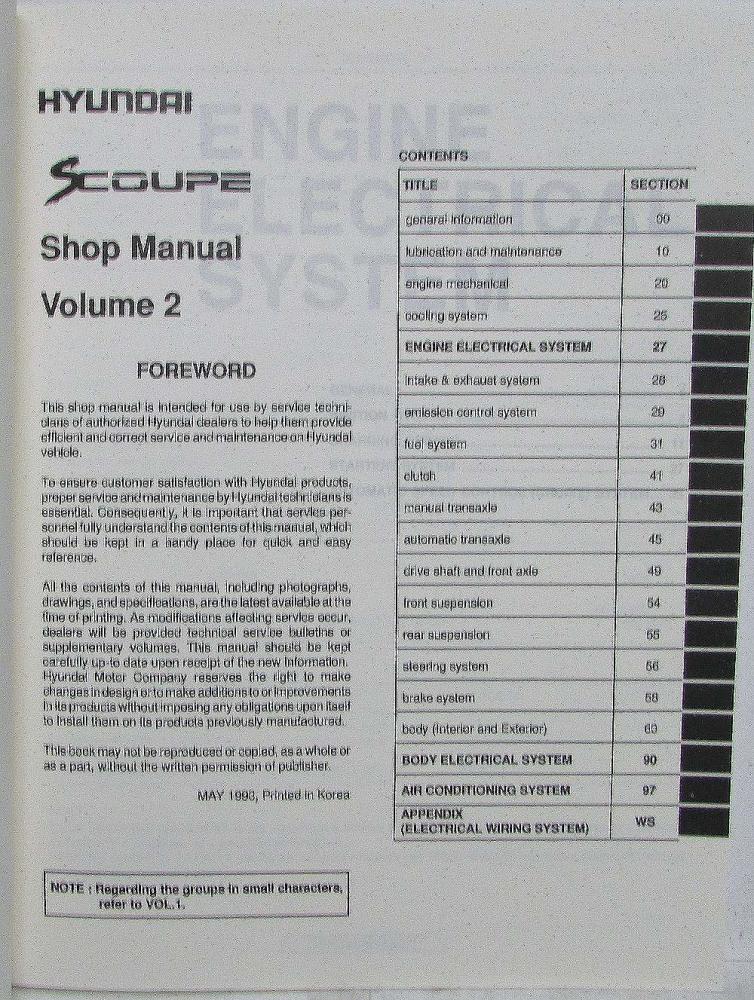 HYUNDAI
SCOUPE
Shop Manual
Volume 2
FOREWORD
This shop manual is intended for use by service techni-
cians of authorized Hyundai dealers to help them provide
efficient and correct service and maintenance on Hyundai
vehicle.
To ensure customer satisfaction with Hyundai products,
proper service and maintenance by Hyundai technicians is
essential. Consequently, it is important that service per-
sonnel fully understand the contents of this manual, which
should be kept in a handy place for quick and easy
reference.
All the contents of this manual, including photographs,
drawings, and specifications, are the latest available at the
time of printing. As modifications affecting service occur,
dealers will be provided technical service bulletins or
supplementary volumes. This manual should be kept
carefully up to date upon receipt of the new information.
Hyundai Motor Company reserves the right to make
changes in design or to make additions to or improvements
in its products without imposing any obligations upon itself
to install them on its products previously manufactured.
This book may not be reproduced or copied, as a whole or
as a part, without the written permission of publisher.
MAY , Printed in Korea
NOTE : Regarding the groups in small characters,
refer to VOL.1.
CONTENTS
TITLE SECTION
general information 00
lubrication and maintenance 10
engine mechanical 20
cooling system 25
ENGINE ELECTRICAL SYSTEM 27
intake & exhaust system 28
emission control system 29
fuel system 31
clutch 41
manual transaxle 43
automatic transaxle 45
drive shaft and front axle 49
front suspension 54
rear suspension 55
steering system 56
brake system 58
body (Interior and Exterior)
BODY ELECTRICAL SYSTEM 90
AIR CONDITIONING SYSTEM 97
APPENDIX
(ELECTRICAL WIRING SYSTEM) WS
ENGINE
ELECTRICAL
SYSTEM